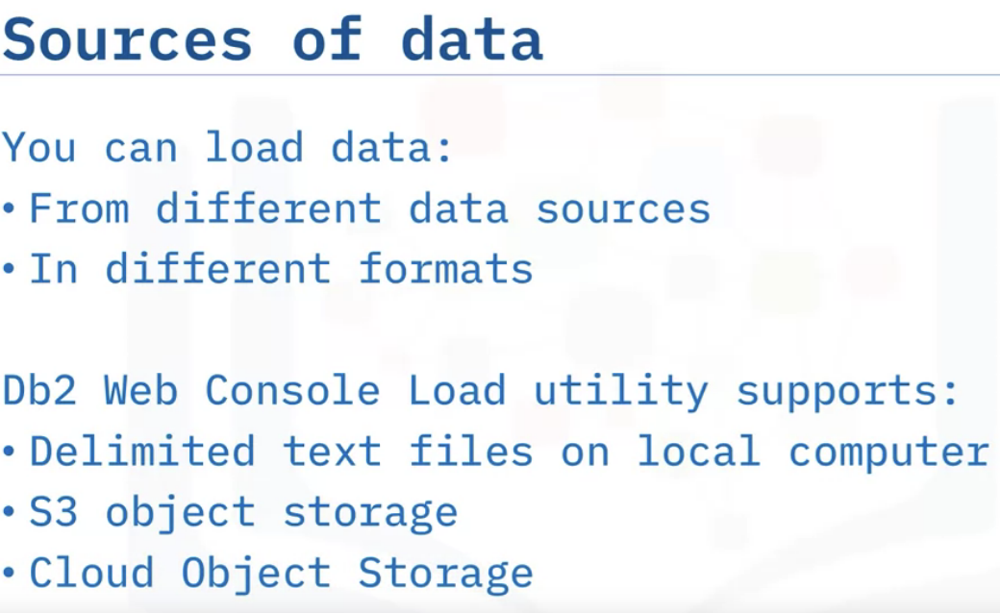 Sources of data
You can load data:
• From different data sources
• In different formats
Db2 Web Console Load utility supports:
• Delimited text files on local computer
• S3 object storage
• Cloud Object Storage